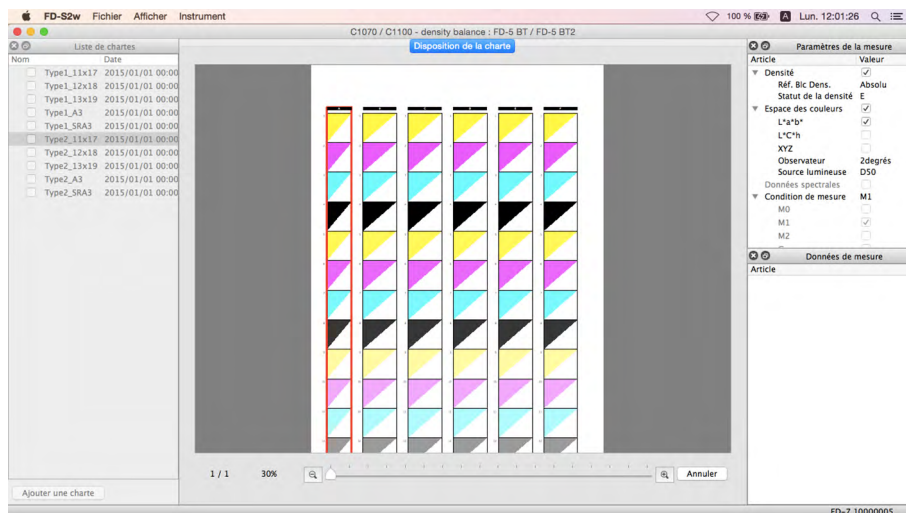 FD-S2w Fichier Afficher Instrument 100 % A Lun. 12:01:26
C1070 / C1100 - density balance : FD-5 BT / FD-5 BT2
Liste de chartes
Nom Date
Type1_11x17 2015/01/01 00:00
Type1_12x18 2015/01/01 00:00
Type1_13x19 2015/01/01 00:00
Type1_A3 2015/01/01 00:00
Type1_SRA3 2015/01/01 00:00
Type2_11x17 2015/01/01 00:00
Type2_12x18 2015/01/01 00:00
Type2_13x19 2015/01/01 00:00
Type2_A3 2015/01/01 00:00
Type2_SRA3 2015/01/01 00:00
Ajouter une charte
Disposition de la charte
1 / 1 30% Annuler
Paramètres de la mesure
Article Valeur
Densité
Réf. Blc Dens. Absolu
Statut de la densité E
Espace des couleurs
L*a*b*
L*C*h
XYZ
Observateur 2degrés
Source lumineuse D50
Données spectrales
Condition de mesure M1
M0
M1
M2
Données de mesure
Article
FD-7 10000005